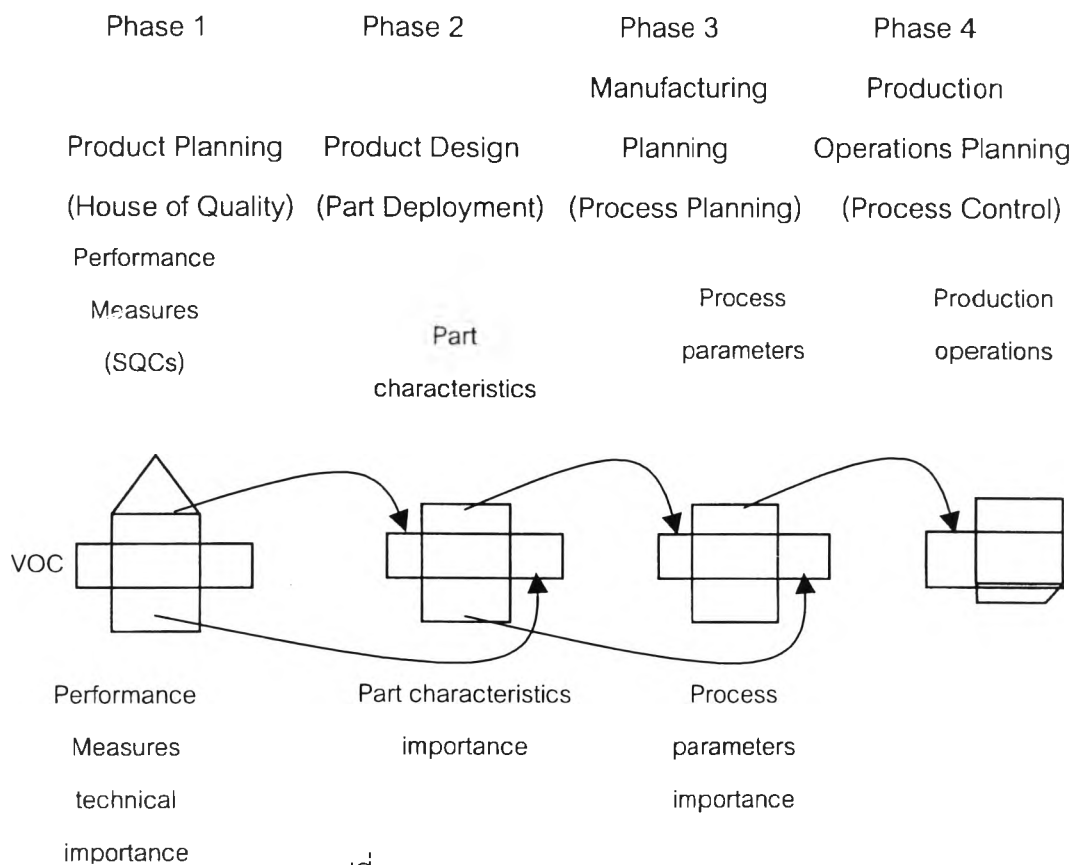 Phase 1 Phase 2 Phase 3 Phase 4
Manufacturing Production
Product Planning Product Design Planning Operations Planning
(House of Quality) (Part Deployment) (Process Planning) (Process Control)
Performance
Measures
(SQCs)
Part
characteristics
Process
parameters
Production
operations
VOC
Performance
Measures
technical
importance
Part characteristics
importance
Process
parameters
importance